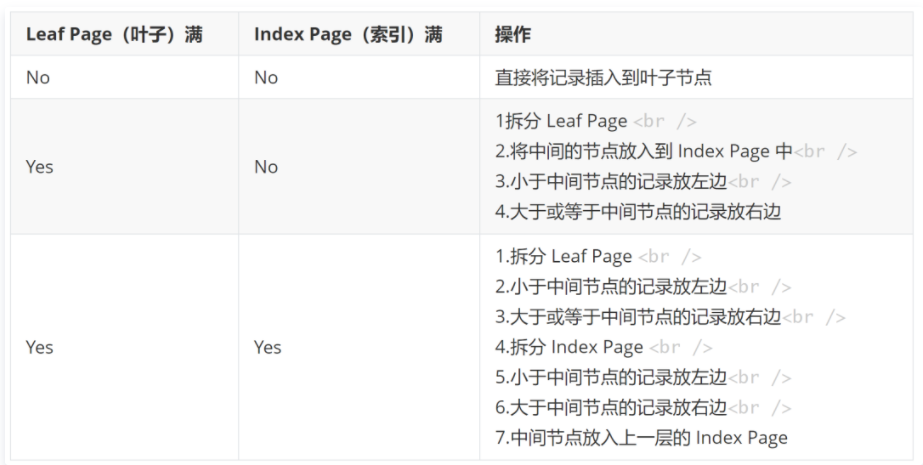 Leaf Page（叶子）满 Index Page（索引）满 操作
No No 直接将记录插入到叶子节点
1拆分 Leaf Page <br />
2.将中间的节点放入到 Index Page 中<br />
Yes No
3.小于中间节点的记录放左边<br />
4.大于或等于中间节点的记录放右边
1.拆分 Leaf Page <br />
2.小于中间节点的记录放左边<br />
3.大于或等于中间节点的记录放右边<br />
Yes Yes 4.拆分 Index Page <br />
5.小于中间节点的记录放左边<br />
6.大于中间节点的记录放右边<br />
7.中间节点放入上一层的 Index Page